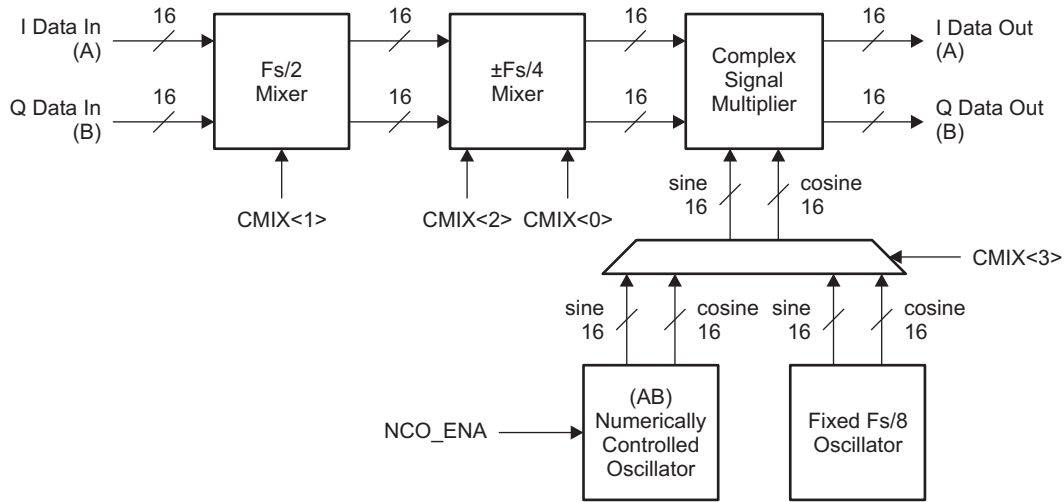 I Data In
(A)
16
Fs/2
Mixer
16
±Fs/4
Mixer
16
Complex
Signal
Multiplier
16
I Data Out
(A)
Q Data In
(B)
16
16
16
16
Q Data Out
(B)
CMIX<1>
CMIX<2>
CMIX<0>
sine
16
cosine
16
CMIX<3>
sine
16
cosine
16
sine
16
cosine
16
NCO_ENA
(AB)
Numerically
Controlled
Oscillator
Fixed Fs/8
Oscillator